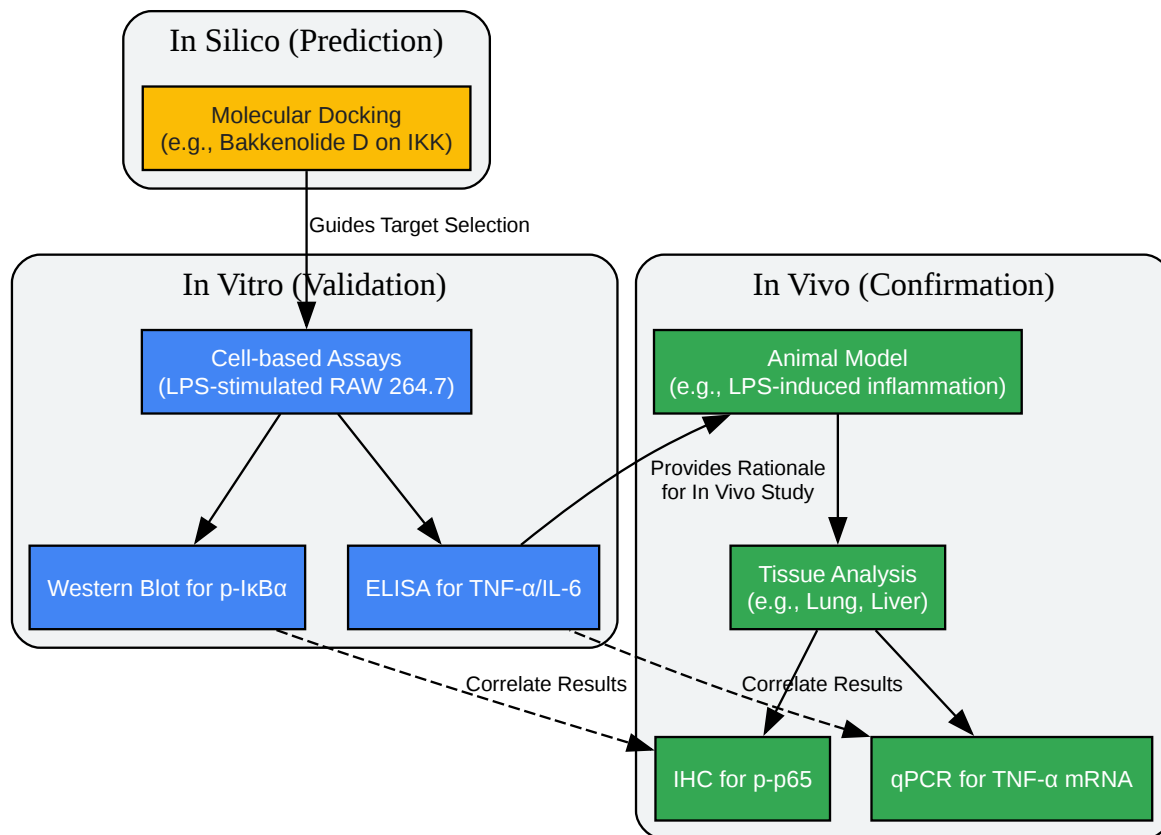 In Silico (Prediction)
Molecular Docking
(e.g., Bakkenolide D on IKK)
Guides Target Selection
In Vitro (Validation)
In Vivo (Confirmation)
Cell-based Assays
(LPS-stimulated RAW 264.7)
Animal Model
(e.g., LPS-induced inflammation)
Provides Rationale
for In Vivo Study
Western Blot for p-IκBα
ELISA for TNF-α/IL-6
Tissue Analysis
(e.g., Lung, Liver)
Correlate Results
Correlate Results
IHC for p-p65
qPCR for TNF-α mRNA